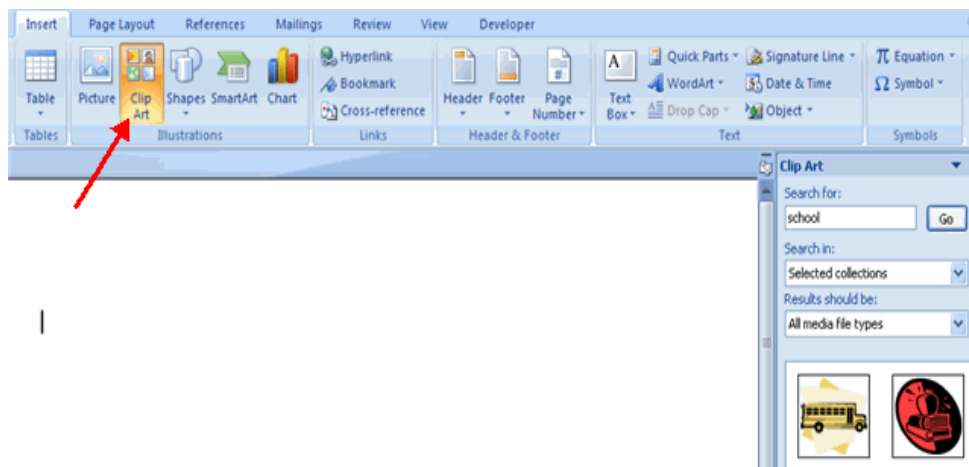 Insert Page Layout References Mailings Review View Developer
Table
Tables
Picture Clip Art Shapes SmartArt Chart
Illustrations
Hyperlink
Bookmark
Cross-reference
Links
Header Footer Page Number
Header & Footer
A
Text Box
Quick Parts
WordArt
Drop Cap
Signature Line
Date & Time
Object
Text
π Equation
Ω Symbol
Symbols
Clip Art
Search for:
school Go
Search in:
Selected collections
Results should be:
All media file types